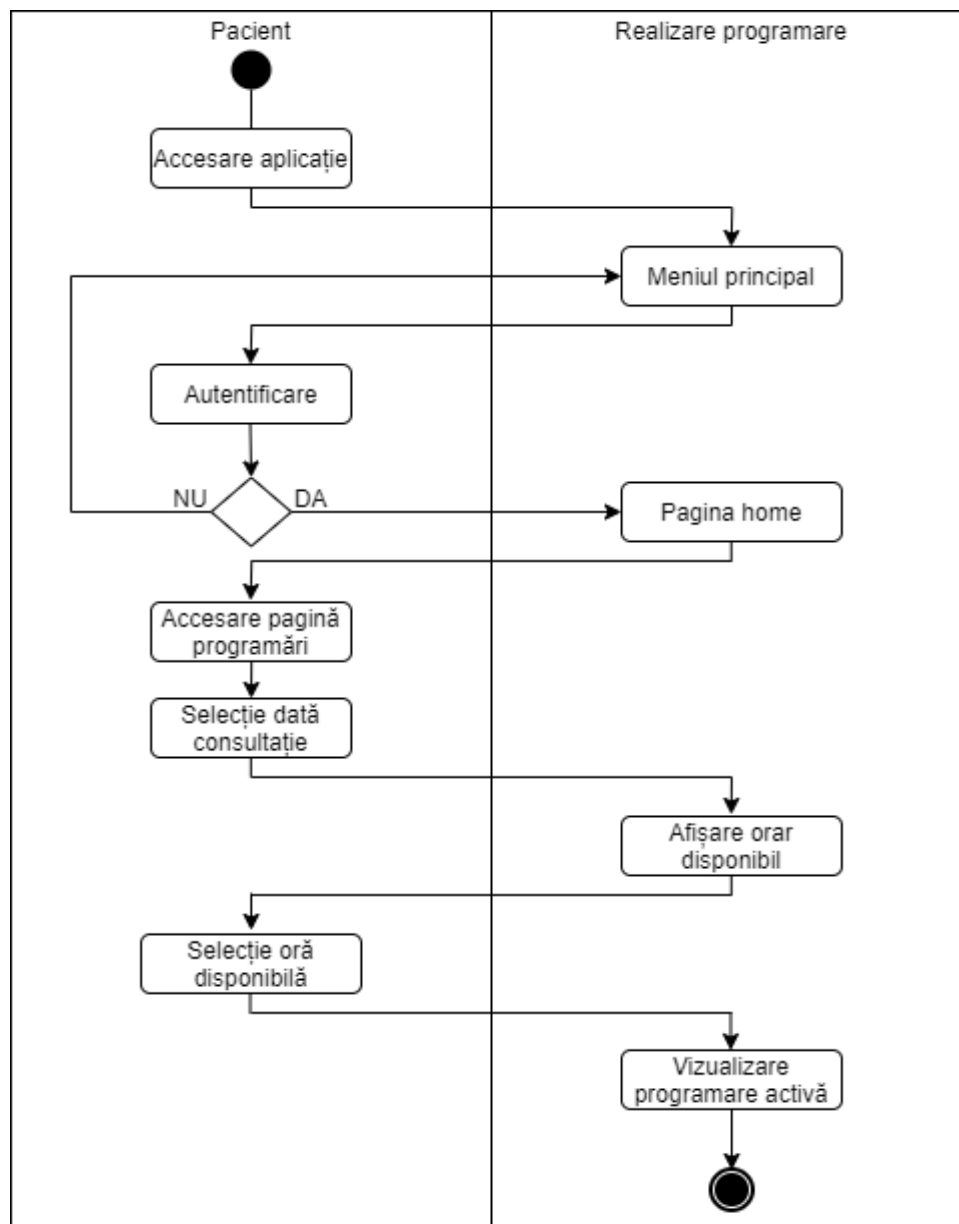 Pacient
Realizare programare
Accesare aplicație
Meniul principal
Autentificare
NU
DA
Pagina home
Accesare pagină
programări
Selecție dată
consultație
Afișare orar
disponibil
Selecție oră
disponibilă
Vizualizare
programare activă